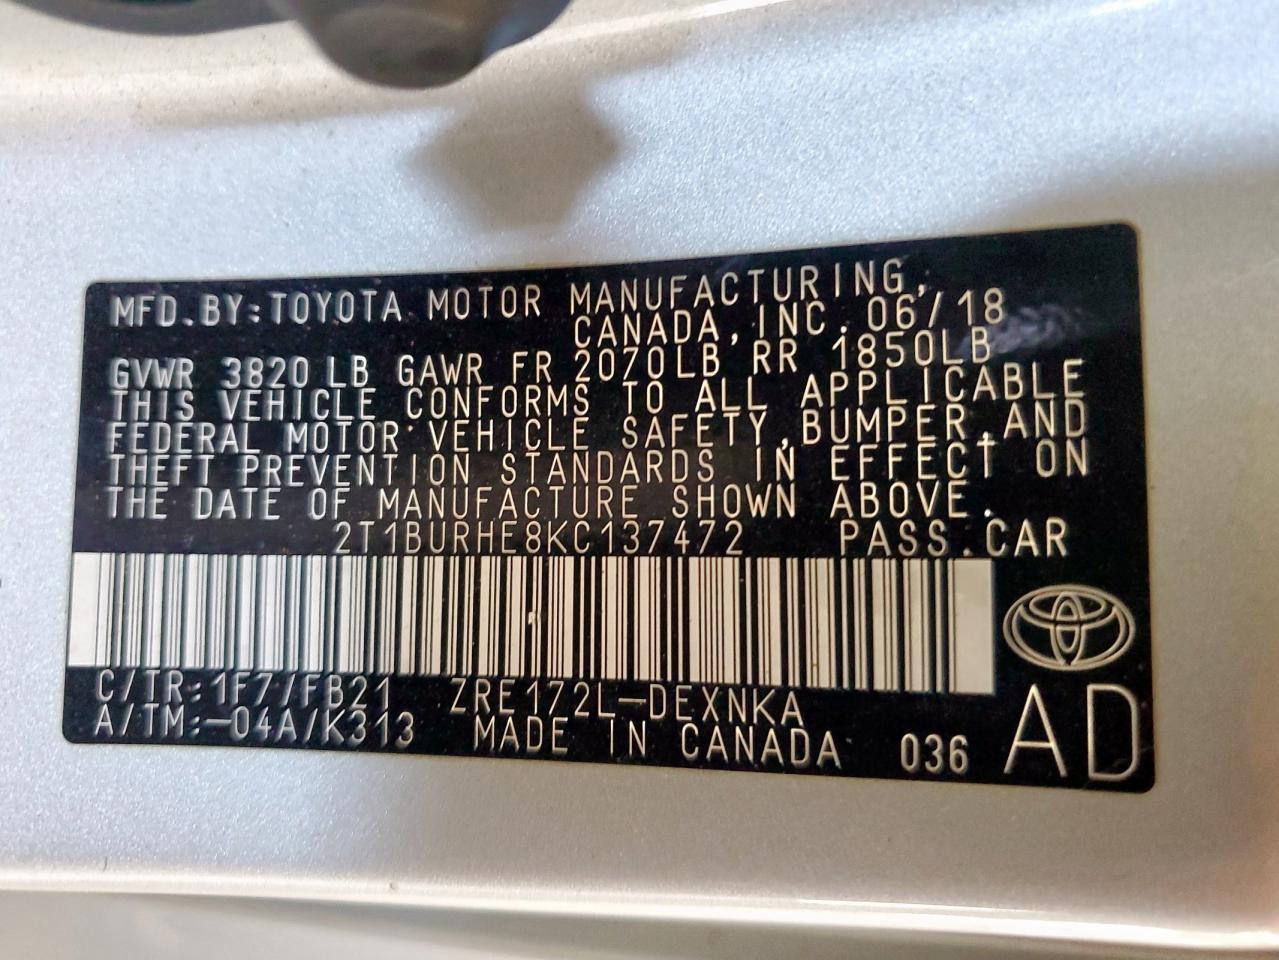 MFD.BY:TOYOTA MOTOR MANUFACTURING,
CANADA,INC. 06/18
GVWR 3820 LB GAWR FR 2070LB RR 1850LB
THIS VEHICLE CONFORMS TO ALL APPLICABLE
FEDERAL MOTOR VEHICLE SAFETY,BUMPER,AND
THEFT PREVENTION STANDARDS IN EFFECT ON
THE DATE OF MANUFACTURE SHOWN ABOVE.
2T1BURHE8KC137472 PASS.CAR
C/TR:1F7/FB21 ZRE172L-DEXNKA
A/TM:-04A/K313 MADE IN CANADA 036 AD